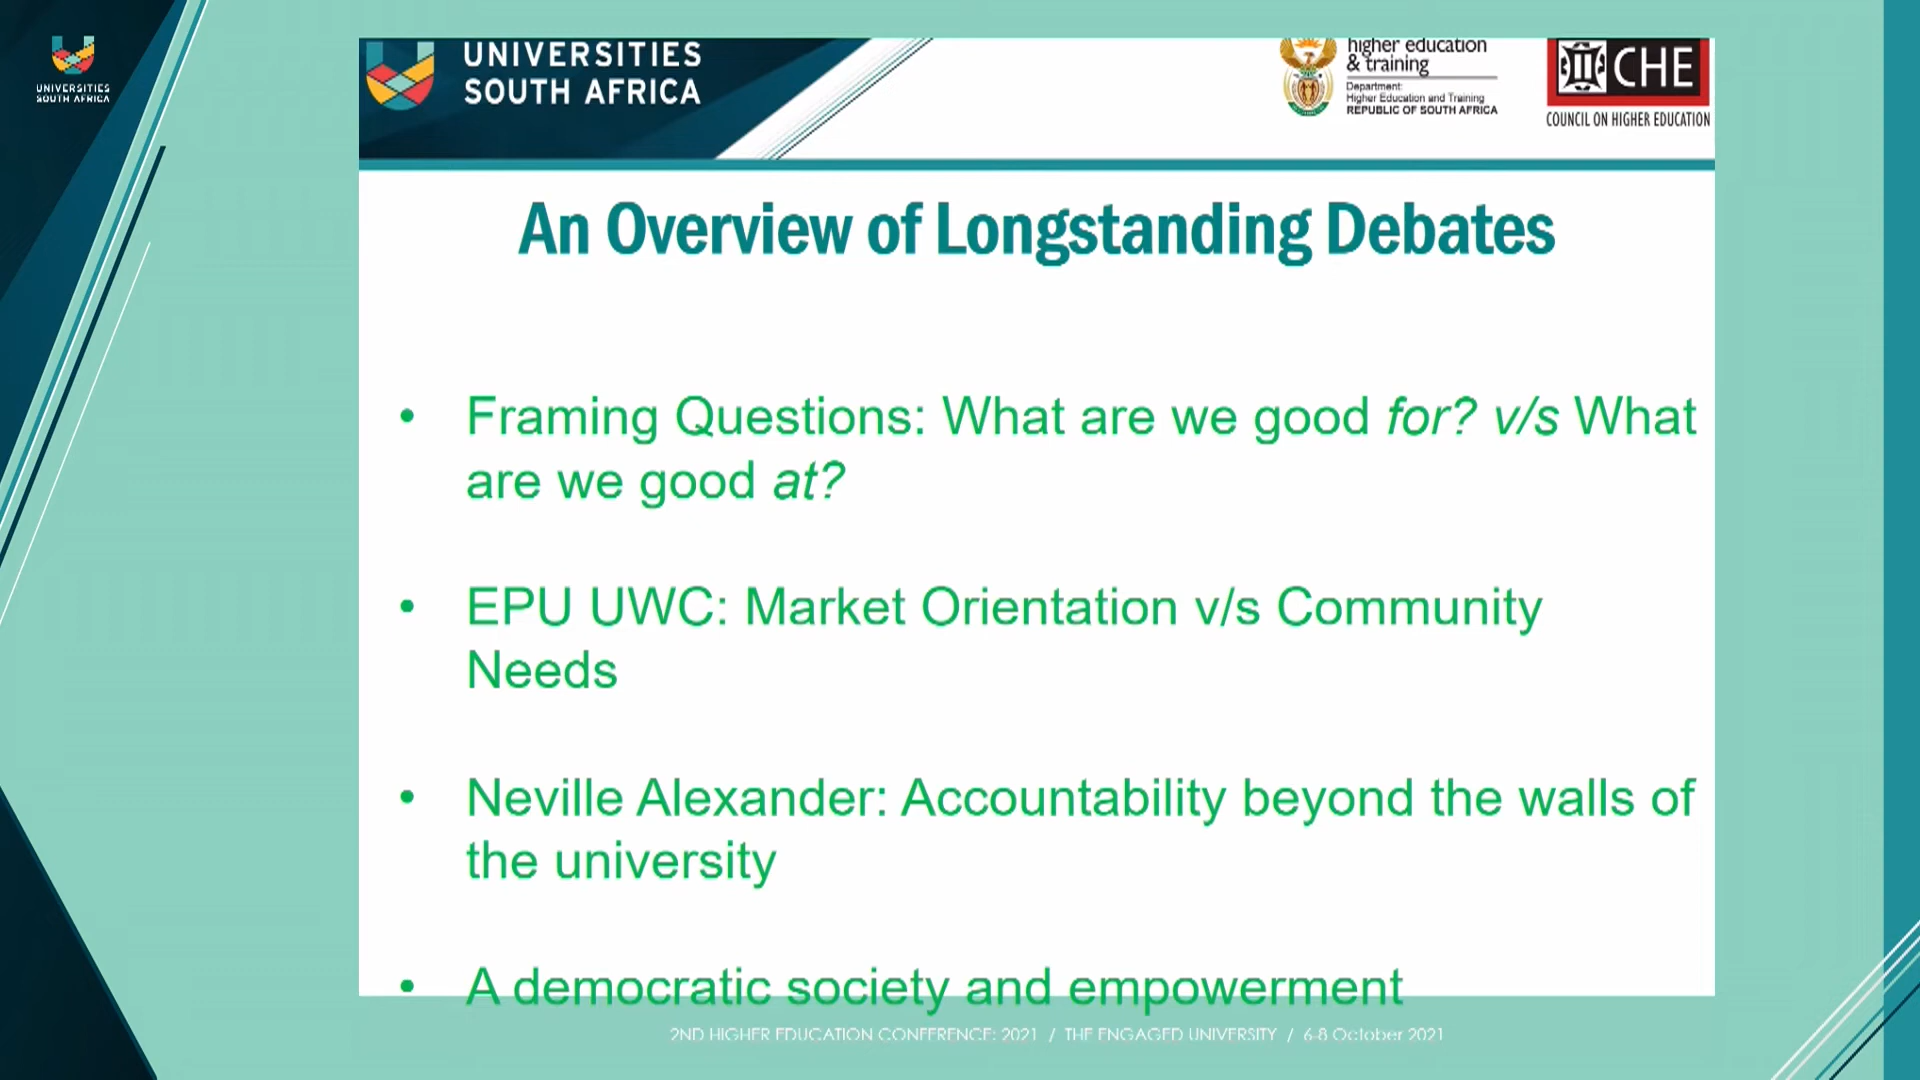 UNIVERSITIES
SOUTH AFRICA
UNIVERSITIES
SOUTH AFRICA
higher education
& training
Department:
Higher Education and Training
REPUBLIC OF SOUTH AFRICA
CHE
COUNCIL ON HIGHER EDUCATION
An Overview of Longstanding Debates
• Framing Questions: What are we good for? v/s What
are we good at?
• EPU UWC: Market Orientation v/s Community
Needs
• Neville Alexander: Accountability beyond the walls of
the university
• A democratic society and empowerment
2ND HIGHER EDUCATION CONFERENCE: 2021 / THE ENGAGED UNIVERSITY / 6-8 October 2021